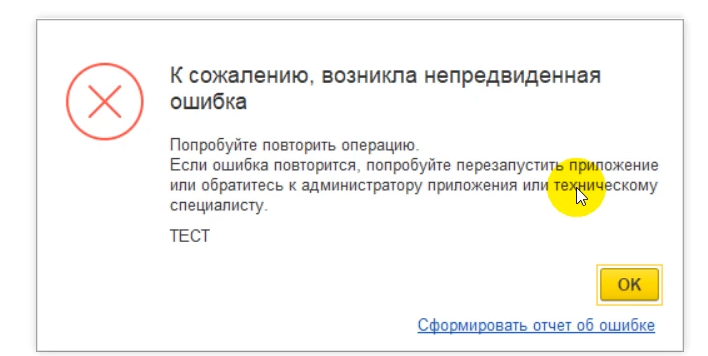 К сожалению, возникла непредвиденная
ошибка
Попробуйте повторить операцию.
Если ошибка повторится, попробуйте перезапустить приложение
или обратитесь к администратору приложения или техническому
специалисту.
ТЕСТ
OK
Сформировать отчет об ошибке